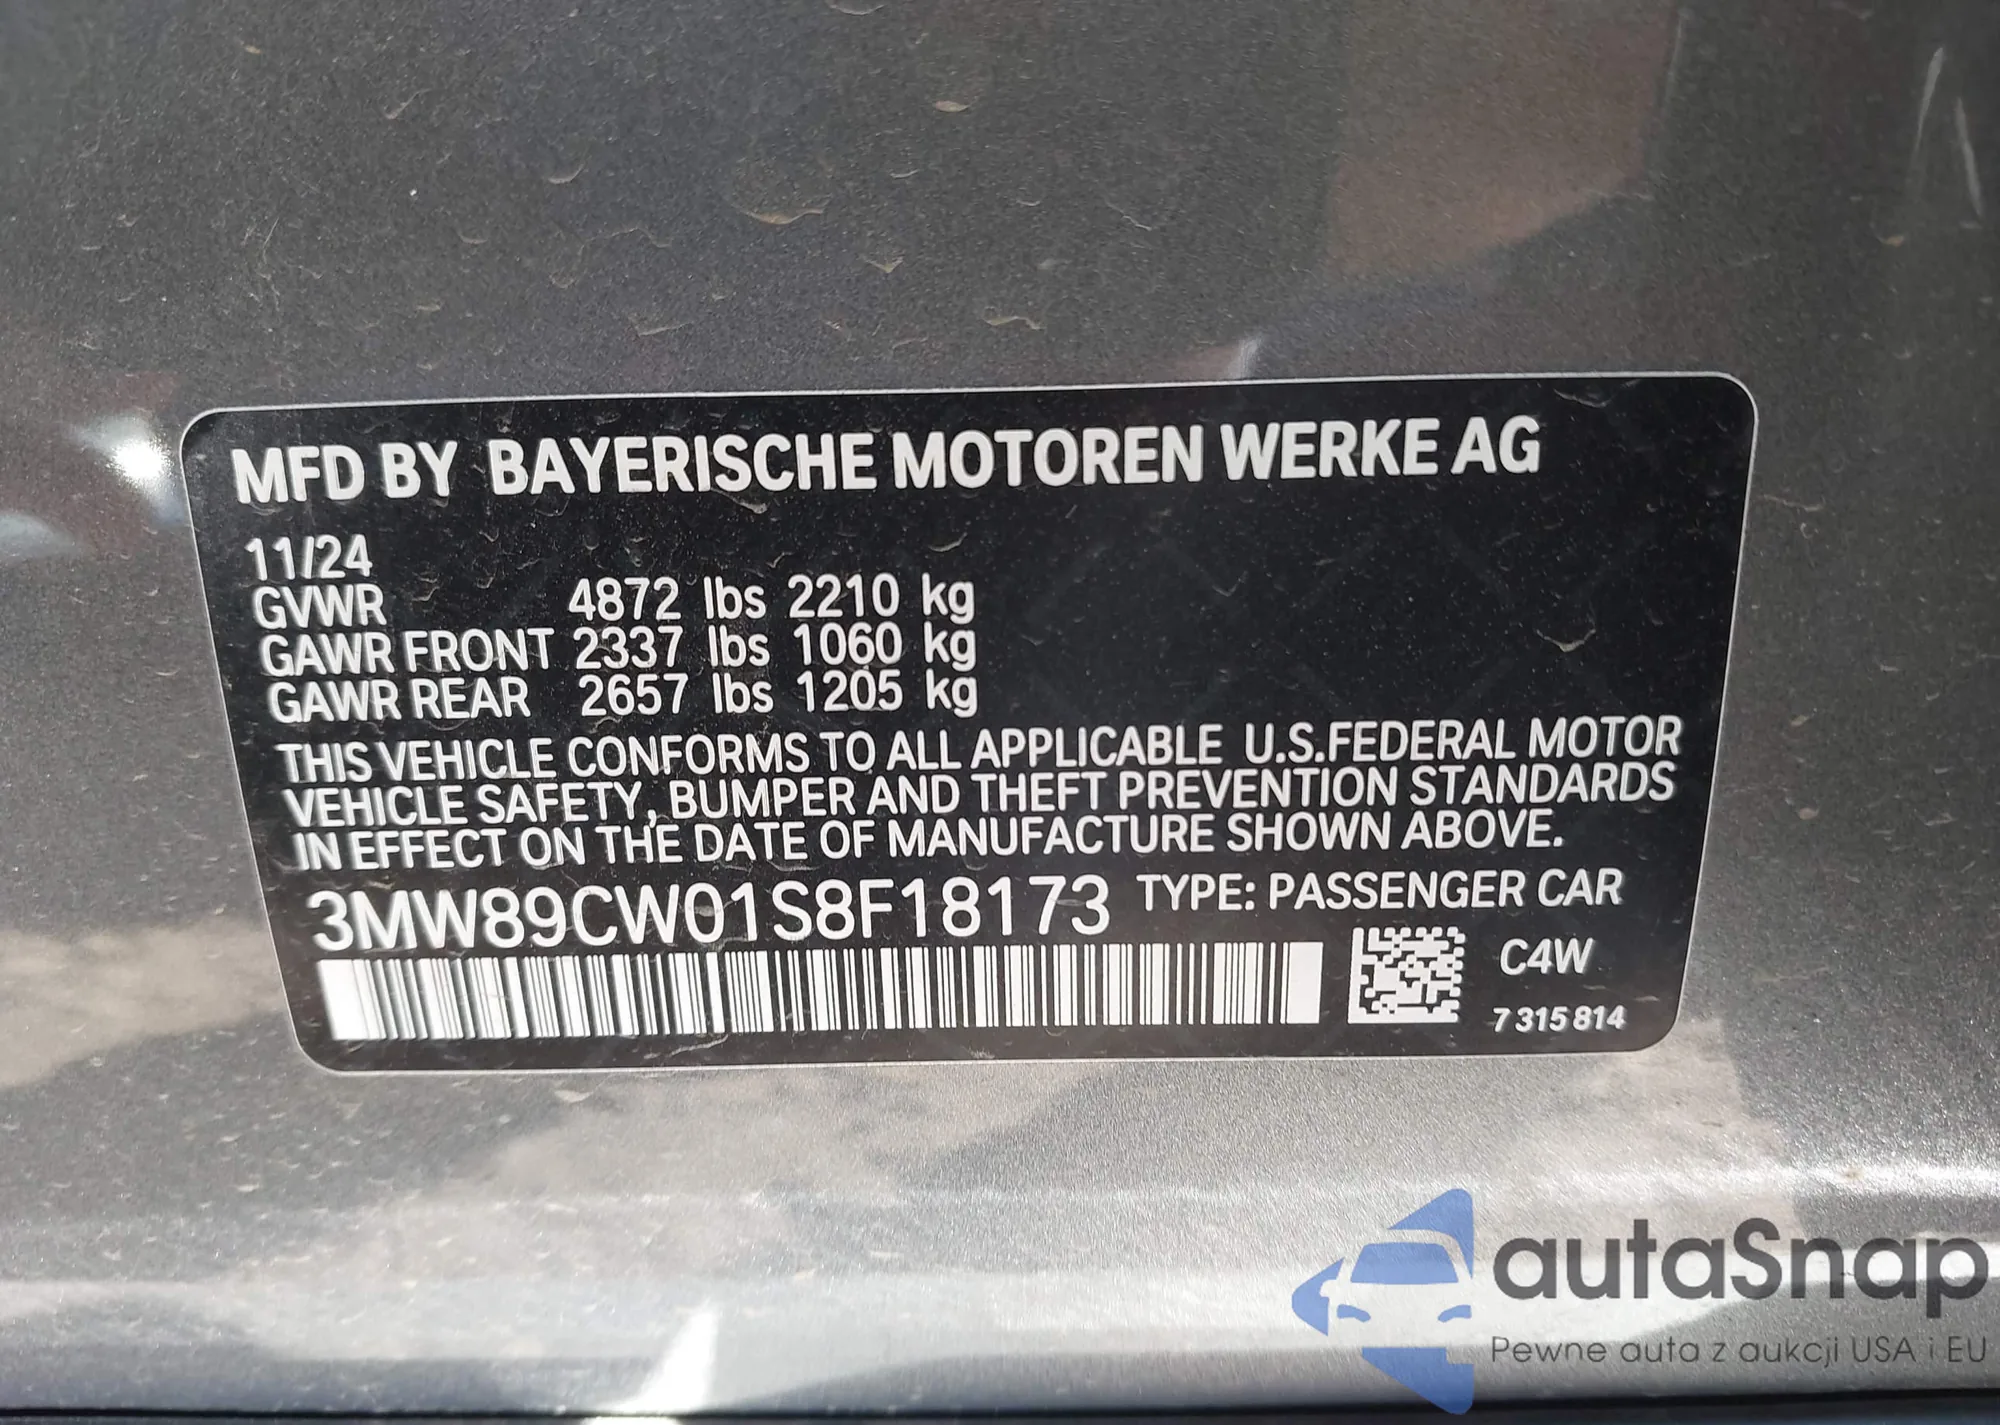 MFD BY BAYERISCHE MOTOREN WERKE AG
11/24
GVWR 4872 lbs 2210 kg
GAWR FRONT 2337 lbs 1060 kg
GAWR REAR 2657 lbs 1205 kg
THIS VEHICLE CONFORMS TO ALL APPLICABLE U.S.FEDERAL MOTOR
VEHICLE SAFETY, BUMPER AND THEFT PREVENTION STANDARDS
IN EFFECT ON THE DATE OF MANUFACTURE SHOWN ABOVE.
3MW89CW01S8F18173 TYPE: PASSENGER CAR
C4W
7 315 814
autaSnap
Pewne auta z aukcji USA i EU